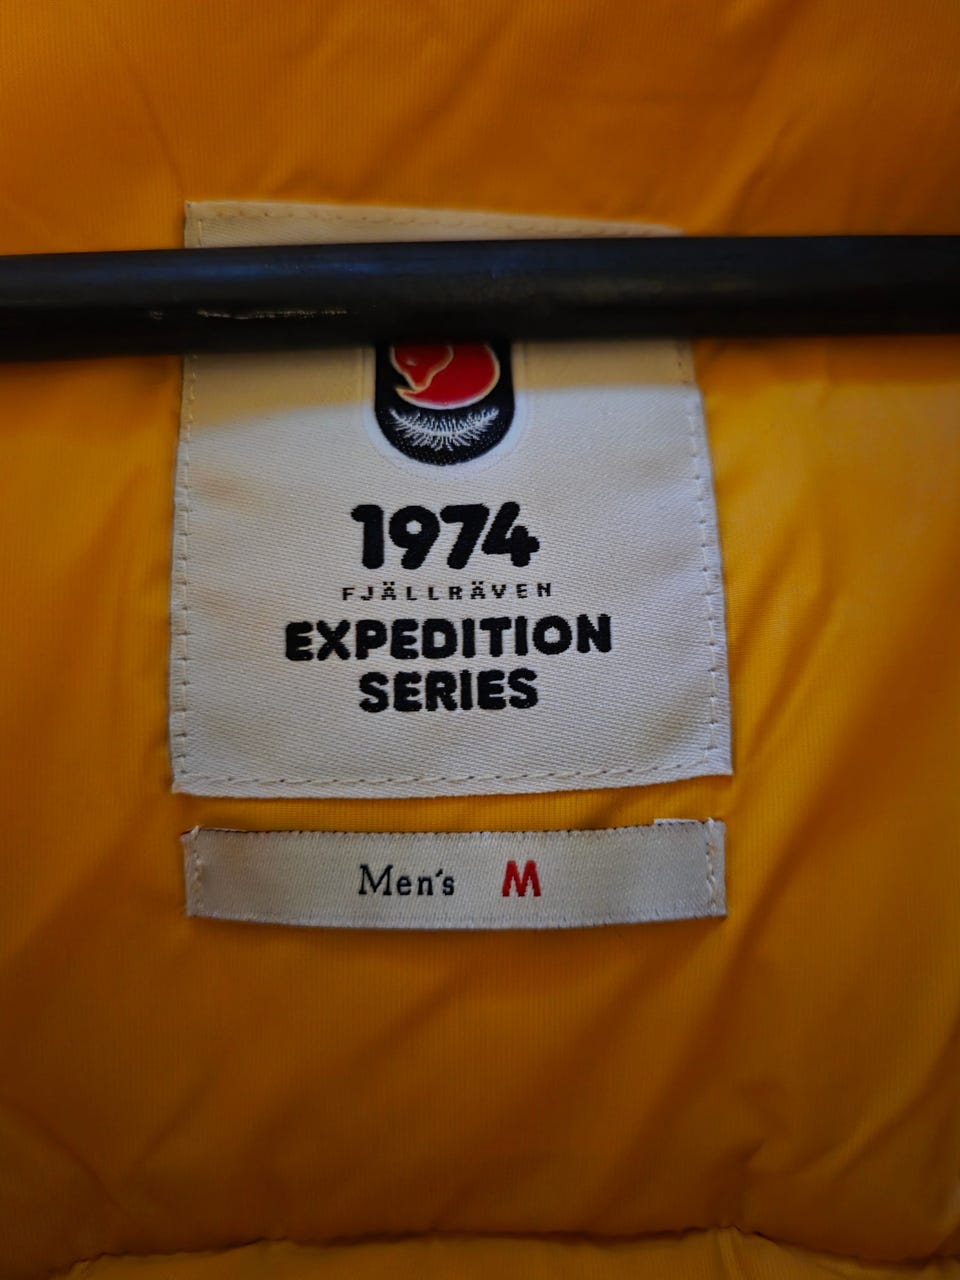 1974
FJÄLLRÄVEN
EXPEDITION
SERIES
Men's M